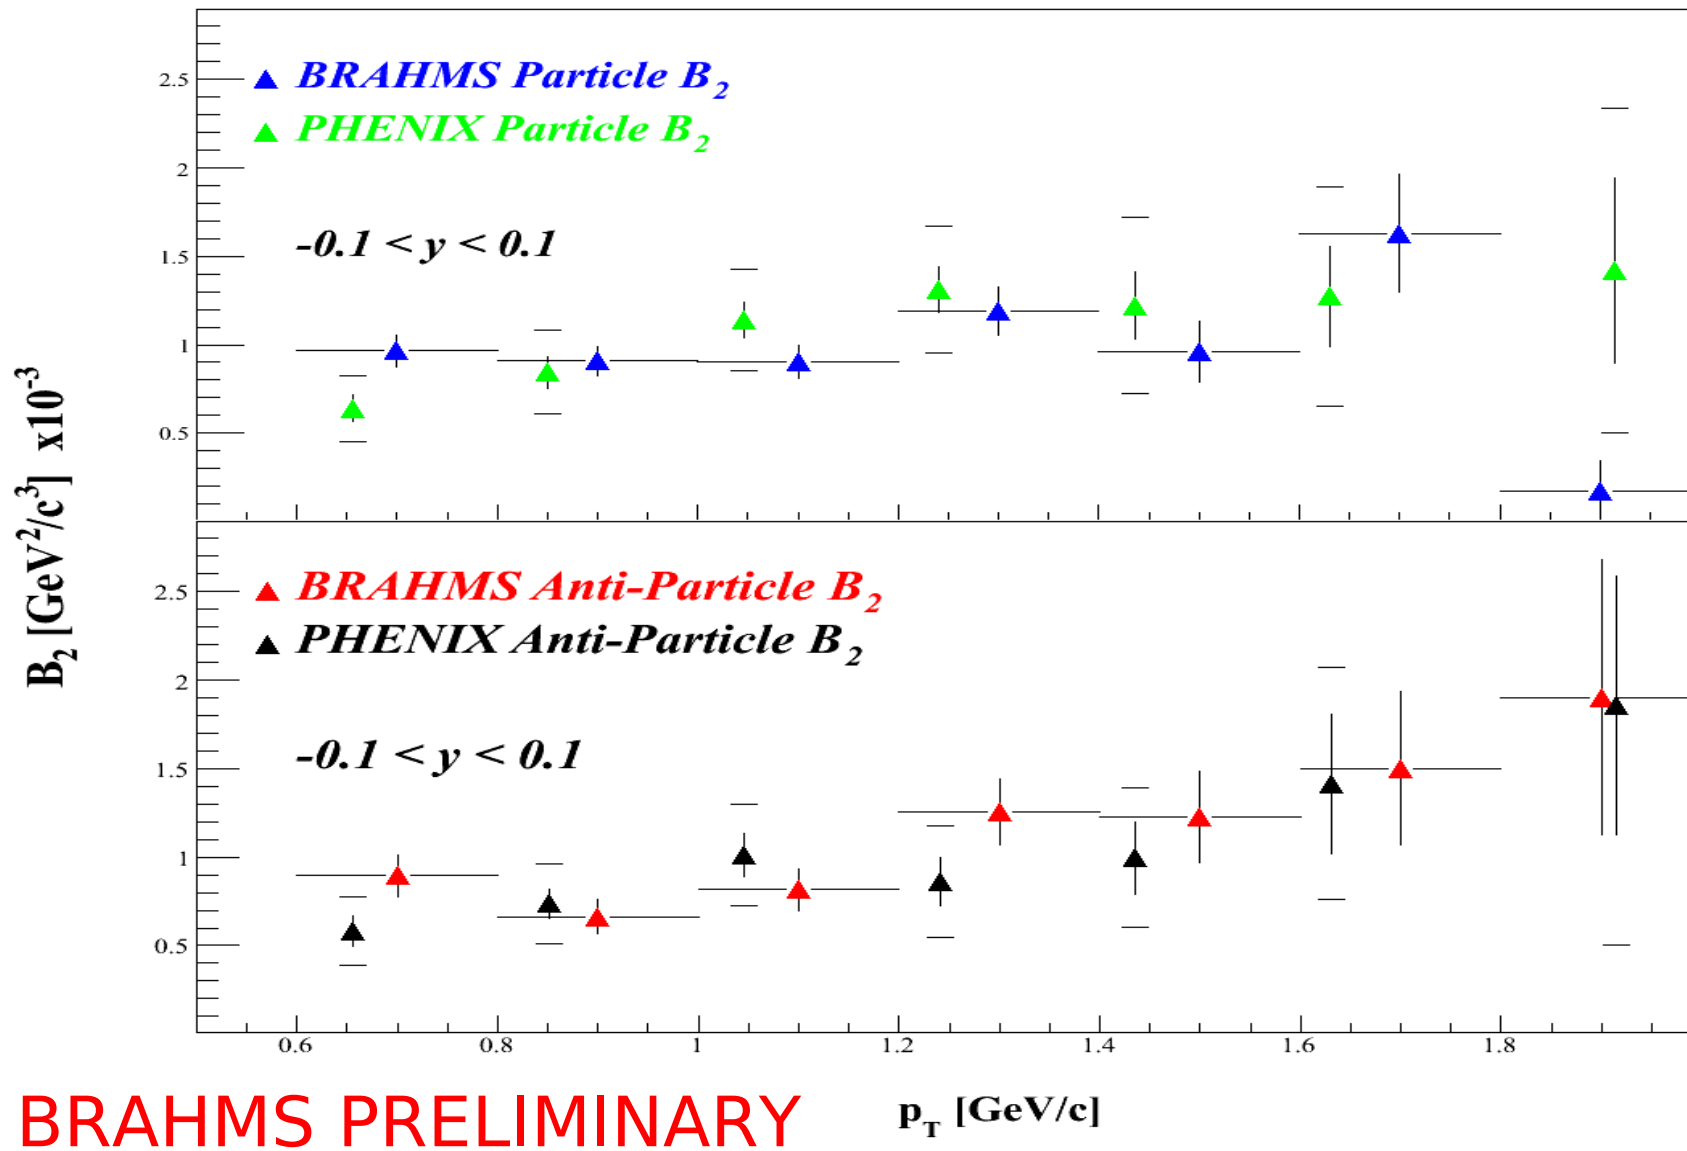 BRAHMS Particle B2
PHENIX Particle B2
-0.1 < y < 0.1
2.5
2
1.5
1
0.5
B2 [GeV²/c³] x10⁻³
BRAHMS Anti-Particle B2
PHENIX Anti-Particle B2
-0.1 < y < 0.1
2.5
2
1.5
1
0.5
0.6 0.8 1 1.2 1.4 1.6 1.8
pT [GeV/c]
BRAHMS PRELIMINARY